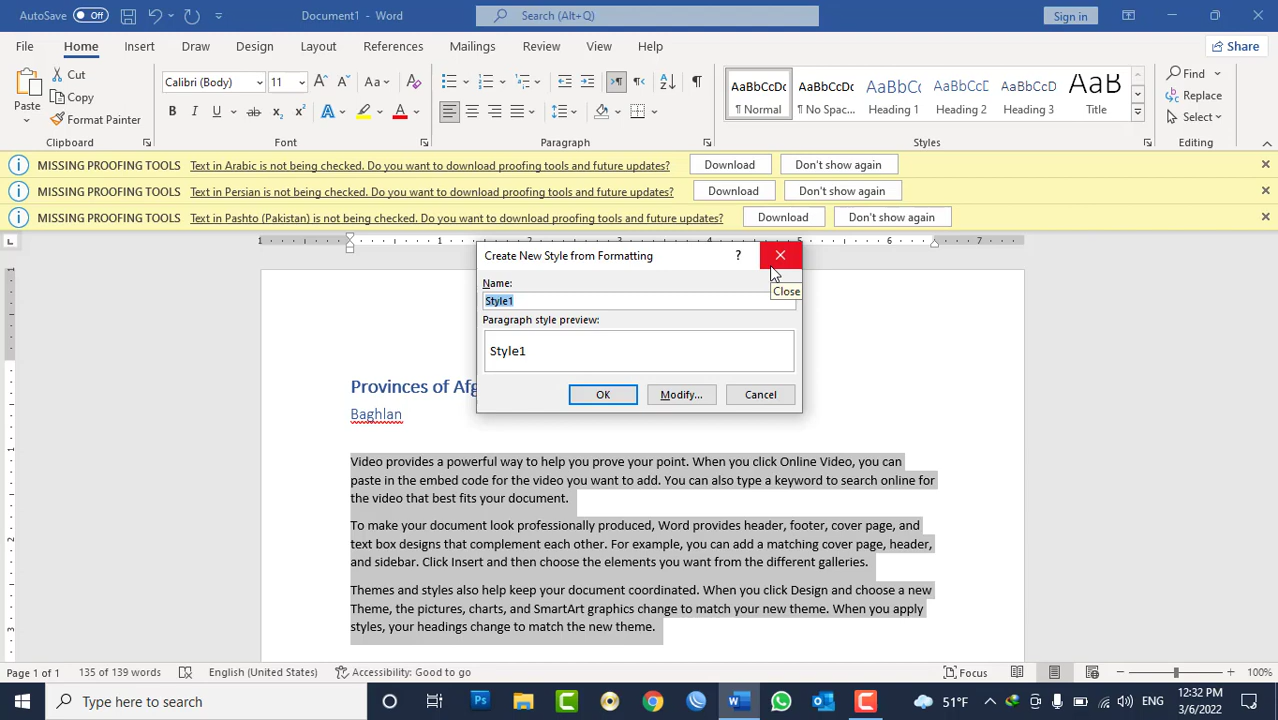 AutoSave Off Document1 - Word Search (Alt+Q) Sign in
File Home Insert Draw Design Layout References Mailings Review View Help Share
Paste
Cut
Copy
Format Painter
Clipboard
Calibri (Body) 11
Font
Paragraph
AaBbCcDc AaBbCcDc AaBbCc AaBbCcD AaBbCcD AaB
¶ Normal ¶ No Spac... Heading 1 Heading 2 Heading 3 Title
Styles
Find
Replace
Select
Editing
MISSING PROOFING TOOLS Text in Arabic is not being checked. Do you want to download proofing tools and future updates? Download Don't show again
MISSING PROOFING TOOLS Text in Persian is not being checked. Do you want to download proofing tools and future updates? Download Don't show again
MISSING PROOFING TOOLS Text in Pashto (Pakistan) is not being checked. Do you want to download proofing tools and future updates? Download Don't show again
Create New Style from Formatting ?
Close
Name:
Style1
Paragraph style preview:
Style1
OK Modify... Cancel
Provinces of Af
Baghlan
Video provides a powerful way to help you prove your point. When you click Online Video, you can
paste in the embed code for the video you want to add. You can also type a keyword to search online for
the video that best fits your document.
To make your document look professionally produced, Word provides header, footer, cover page, and
text box designs that complement each other. For example, you can add a matching cover page, header,
and sidebar. Click Insert and then choose the elements you want from the different galleries.
Themes and styles also help keep your document coordinated. When you click Design and choose a new
Theme, the pictures, charts, and SmartArt graphics change to match your new theme. When you apply
styles, your headings change to match the new theme.
Page 1 of 1 135 of 139 words English (United States) Accessibility: Good to go Focus 100%
Type here to search 51°F ENG 12:32 PM
3/6/2022